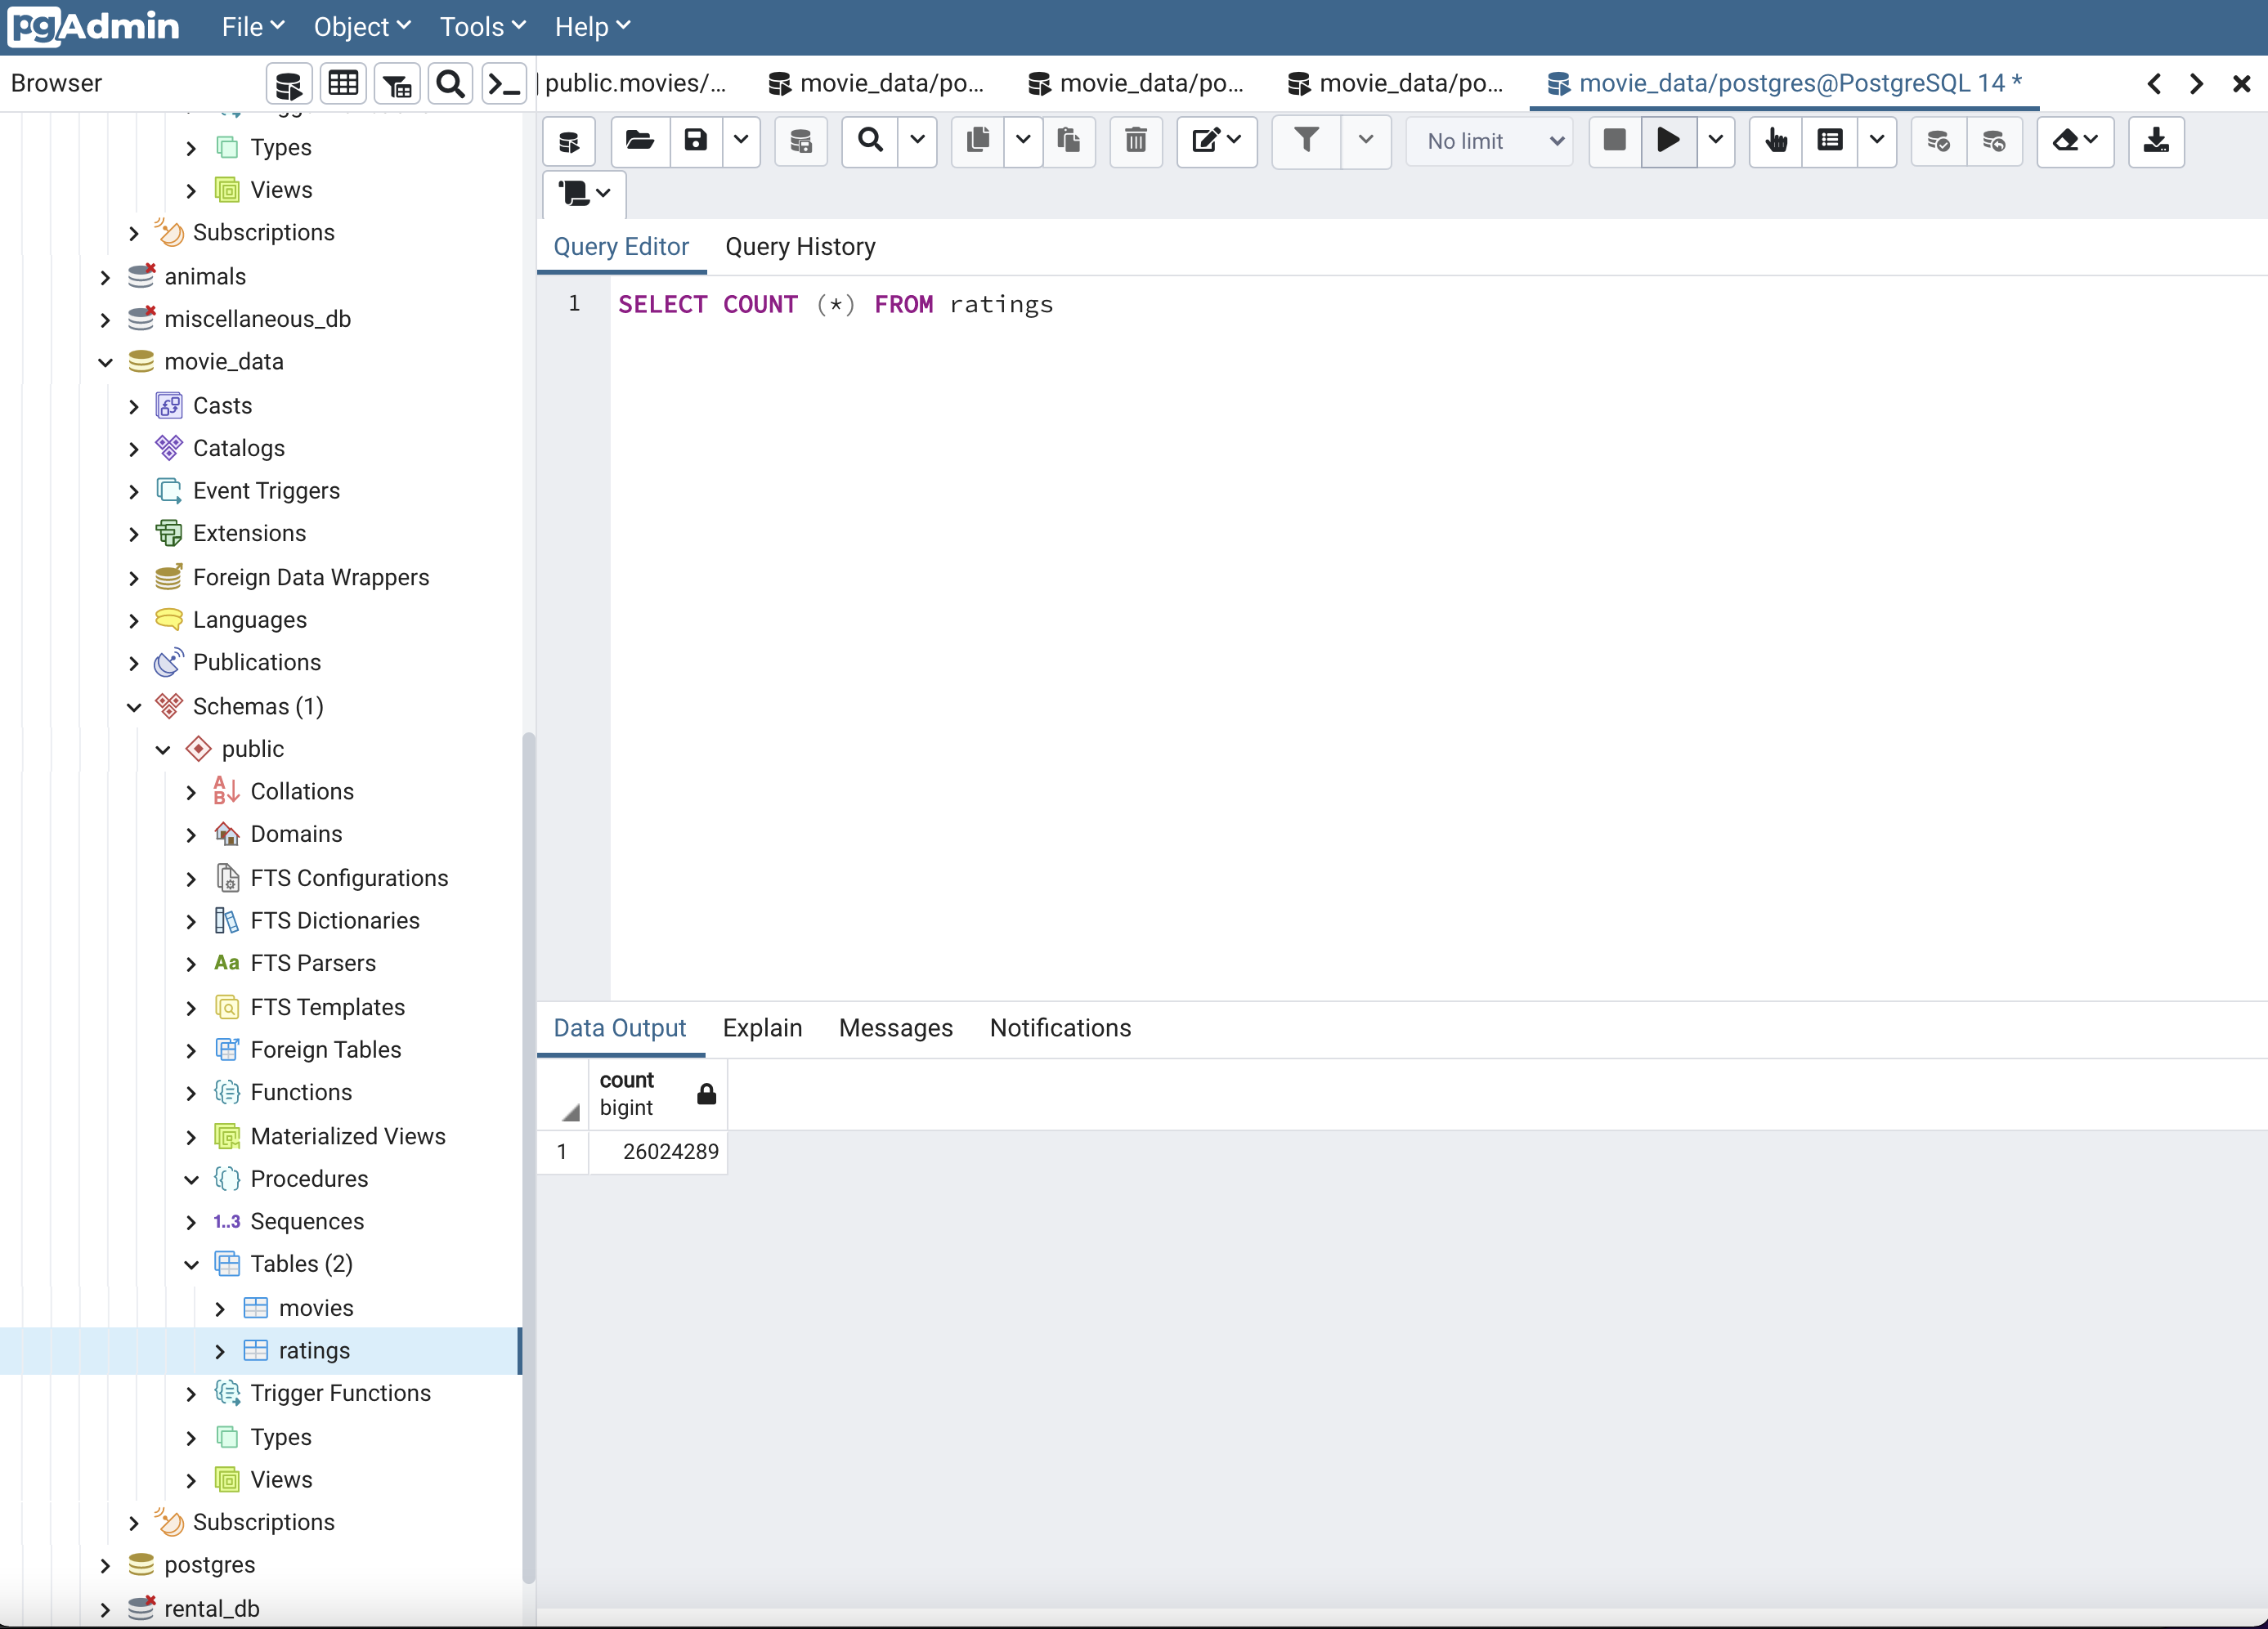 pgAdmin File Object Tools Help
Browser
public.movies/... movie_data/po... movie_data/po... movie_data/po... movie_data/postgres@PostgreSQL 14 *
No limit
Types
Views
Subscriptions
animals
miscellaneous_db
movie_data
Casts
Catalogs
Event Triggers
Extensions
Foreign Data Wrappers
Languages
Publications
Schemas (1)
public
Collations
Domains
FTS Configurations
FTS Dictionaries
Aa FTS Parsers
FTS Templates
Foreign Tables
Functions
Materialized Views
Procedures
1..3 Sequences
Tables (2)
movies
ratings
Trigger Functions
Types
Views
Subscriptions
postgres
rental_db
Query Editor Query History
1 SELECT COUNT (*) FROM ratings
Data Output Explain Messages Notifications
count
bigint
1 26024289